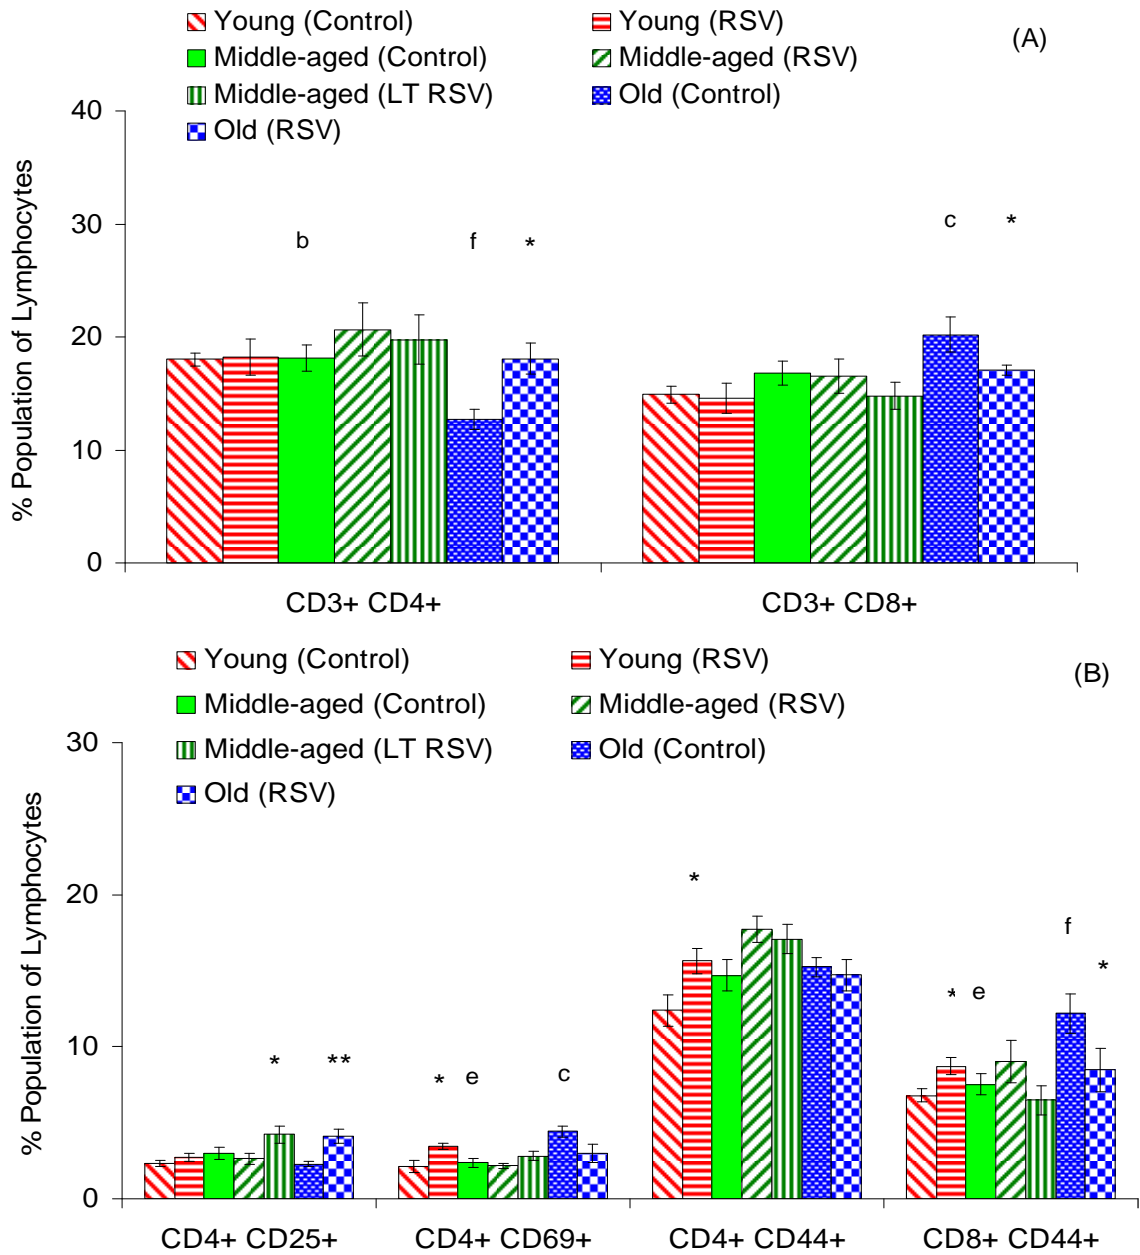 Young (Control) Young (RSV)
(A)
Middle-aged (Control) Middle-aged (RSV)
Middle-aged (LT RSV) Old (Control)
Old (RSV)
% Population of Lymphocytes
40
30
20
10
0
b f * c *
CD3+ CD4+ CD3+ CD8+
Young (Control) Young (RSV)
(B)
Middle-aged (Control) Middle-aged (RSV)
Middle-aged (LT RSV) Old (Control)
Old (RSV)
% Population of Lymphocytes
30
20
10
0
* ** * e c * * e f *
CD4+ CD25+ CD4+ CD69+ CD4+ CD44+ CD8+ CD44+